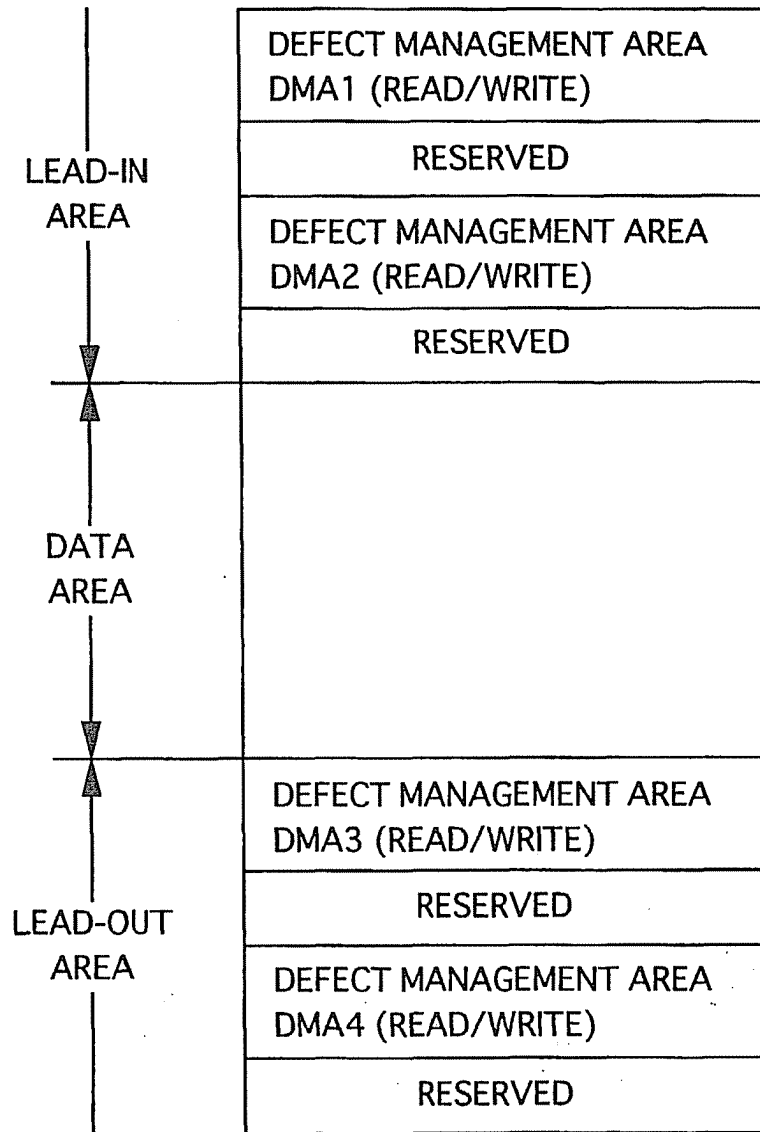 DEFECT MANAGEMENT AREA
DMA1 (READ/WRITE)
RESERVED
LEAD-IN
AREA
DEFECT MANAGEMENT AREA
DMA2 (READ/WRITE)
RESERVED
DATA
AREA
DEFECT MANAGEMENT AREA
DMA3 (READ/WRITE)
RESERVED
LEAD-OUT
AREA
DEFECT MANAGEMENT AREA
DMA4 (READ/WRITE)
RESERVED